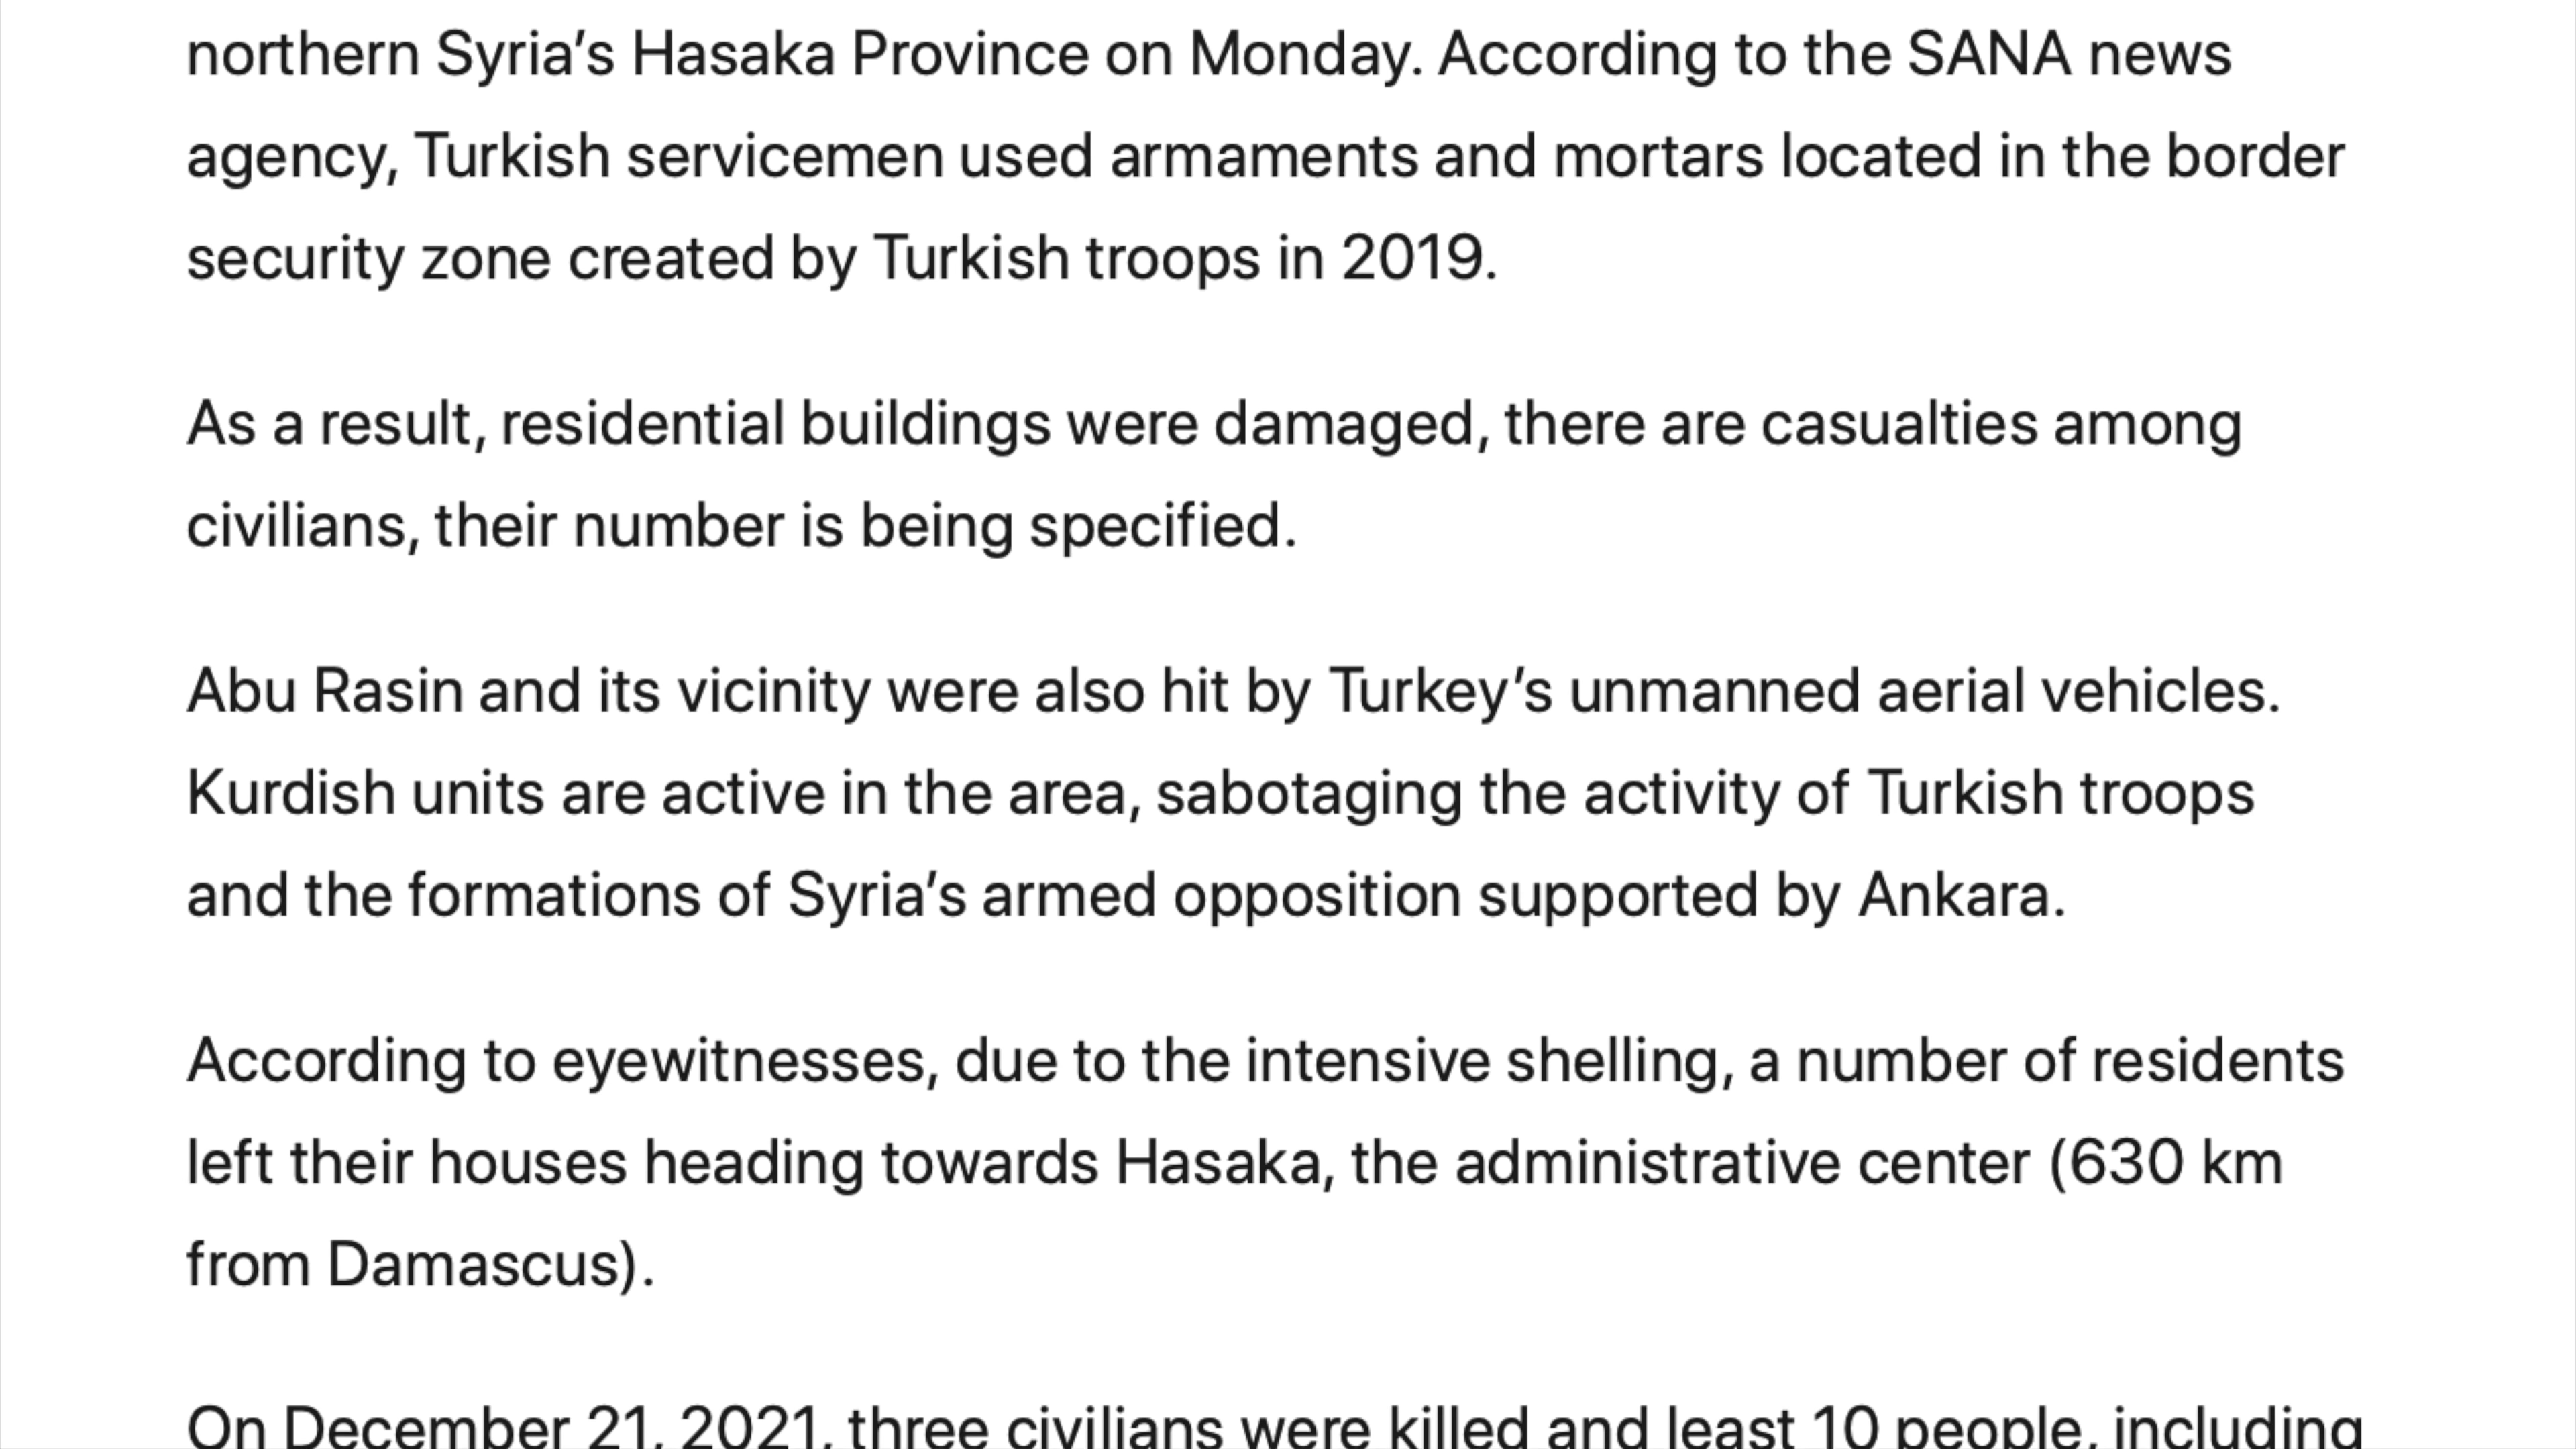 northern Syria’s Hasaka Province on Monday. According to the SANA news
agency, Turkish servicemen used armaments and mortars located in the border
security zone created by Turkish troops in 2019.
As a result, residential buildings were damaged, there are casualties among
civilians, their number is being specified.
Abu Rasin and its vicinity were also hit by Turkey’s unmanned aerial vehicles.
Kurdish units are active in the area, sabotaging the activity of Turkish troops
and the formations of Syria’s armed opposition supported by Ankara.
According to eyewitnesses, due to the intensive shelling, a number of residents
left their houses heading towards Hasaka, the administrative center (630 km
from Damascus).
On December 21, 2021, three civilians were killed and least 10 people, including